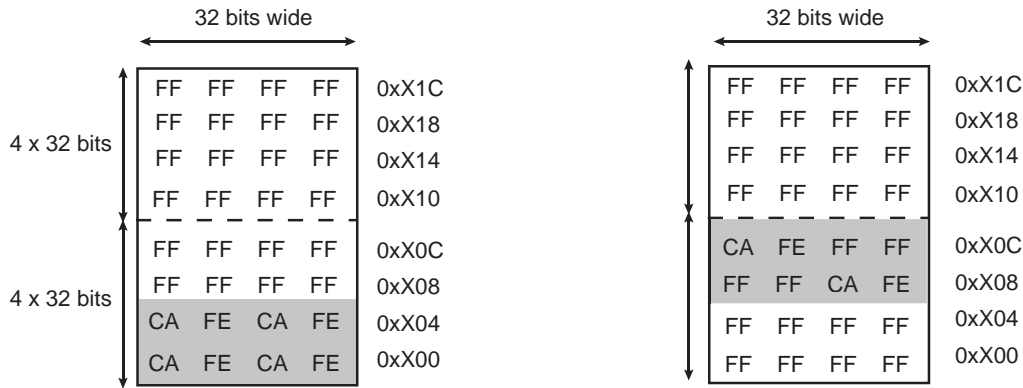 32 bits wide
FF FF FF FF 0xX1C
FF FF FF FF 0xX18
4 x 32 bits
FF FF FF FF 0xX14
FF FF FF FF 0xX10
FF FF FF FF 0xX0C
FF FF FF FF 0xX08
4 x 32 bits
CA FE CA FE 0xX04
CA FE CA FE 0xX00
32 bits wide
FF FF FF FF 0xX1C
FF FF FF FF 0xX18
FF FF FF FF 0xX14
FF FF FF FF 0xX10
CA FE FF FF 0xX0C
FF FF CA FE 0xX08
FF FF FF FF 0xX04
FF FF FF FF 0xX00